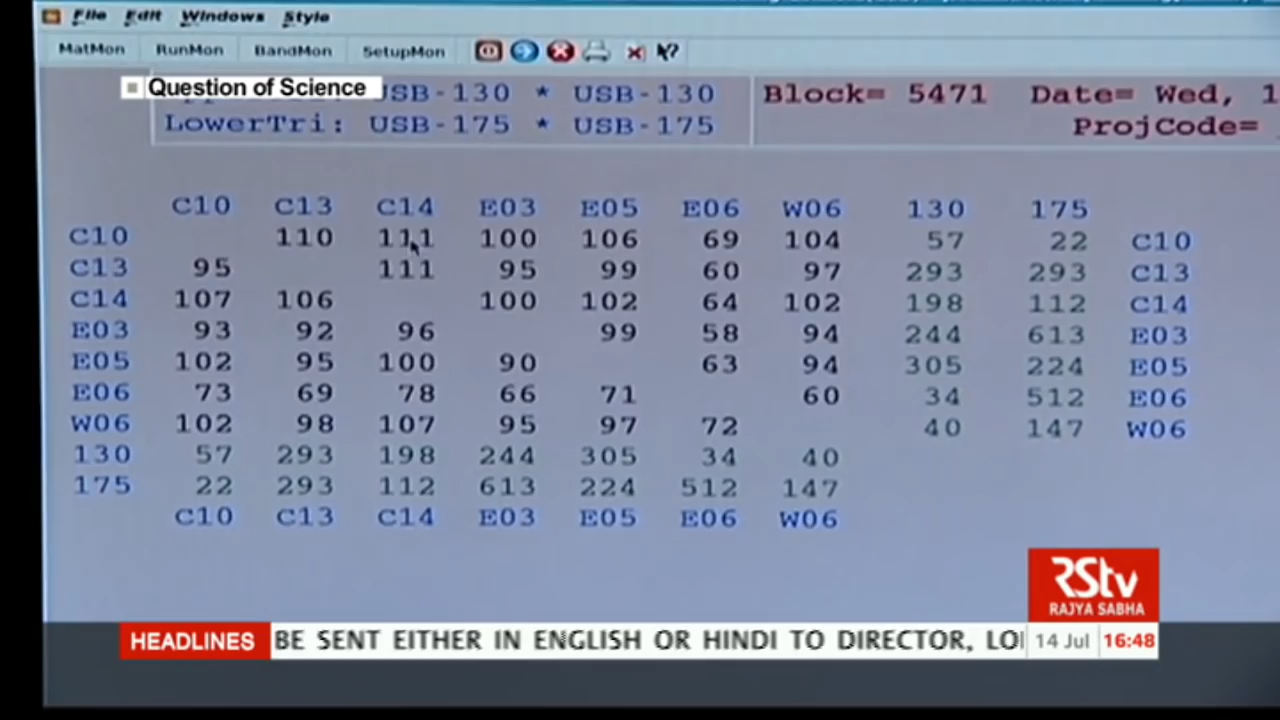 File Edit Windows Style
MatMon RunMon BandMon SetupMon
Question of Science
USB-130 * USB-130
Block= 5471 Date= Wed, 1
LowerTri: USB-175 * USB-175
ProjCode=
C10 C13 C14 E03 E05 E06 W06 130 175
C10 110 111 100 106 69 104 57 22 C10
C13 95 111 95 99 60 97 293 293 C13
C14 107 106 100 102 64 102 198 112 C14
E03 93 92 96 99 58 94 244 613 E03
E05 102 95 100 90 63 94 305 224 E05
E06 73 69 78 66 71 60 34 512 E06
W06 102 98 107 95 97 72 40 147 W06
130 57 293 198 244 305 34 40
175 22 293 112 613 224 512 147
C10 C13 C14 E03 E05 E06 W06
RStv
RAJYA SABHA
HEADLINES BE SENT EITHER IN ENGLISH OR HINDI TO DIRECTOR, 14 Jul 16:48